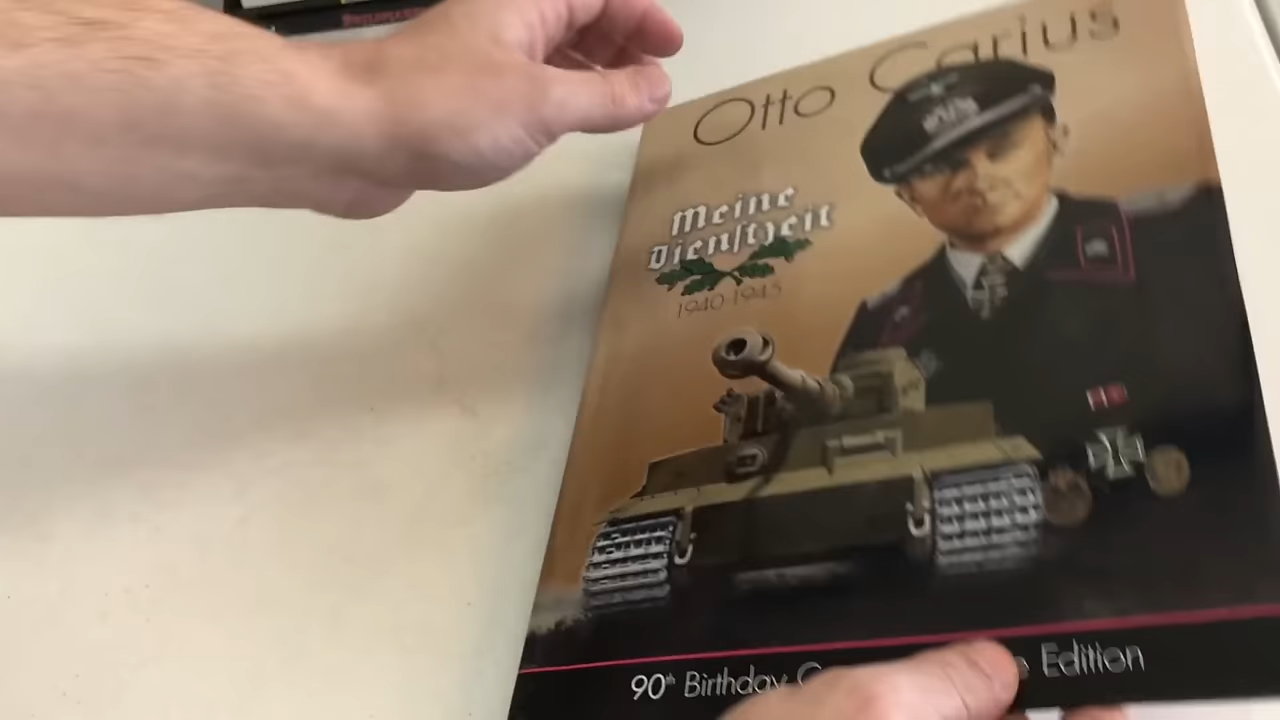 Otto Carius
Meine
Dienstzeit
1940-1945
90th Birthday
Edition